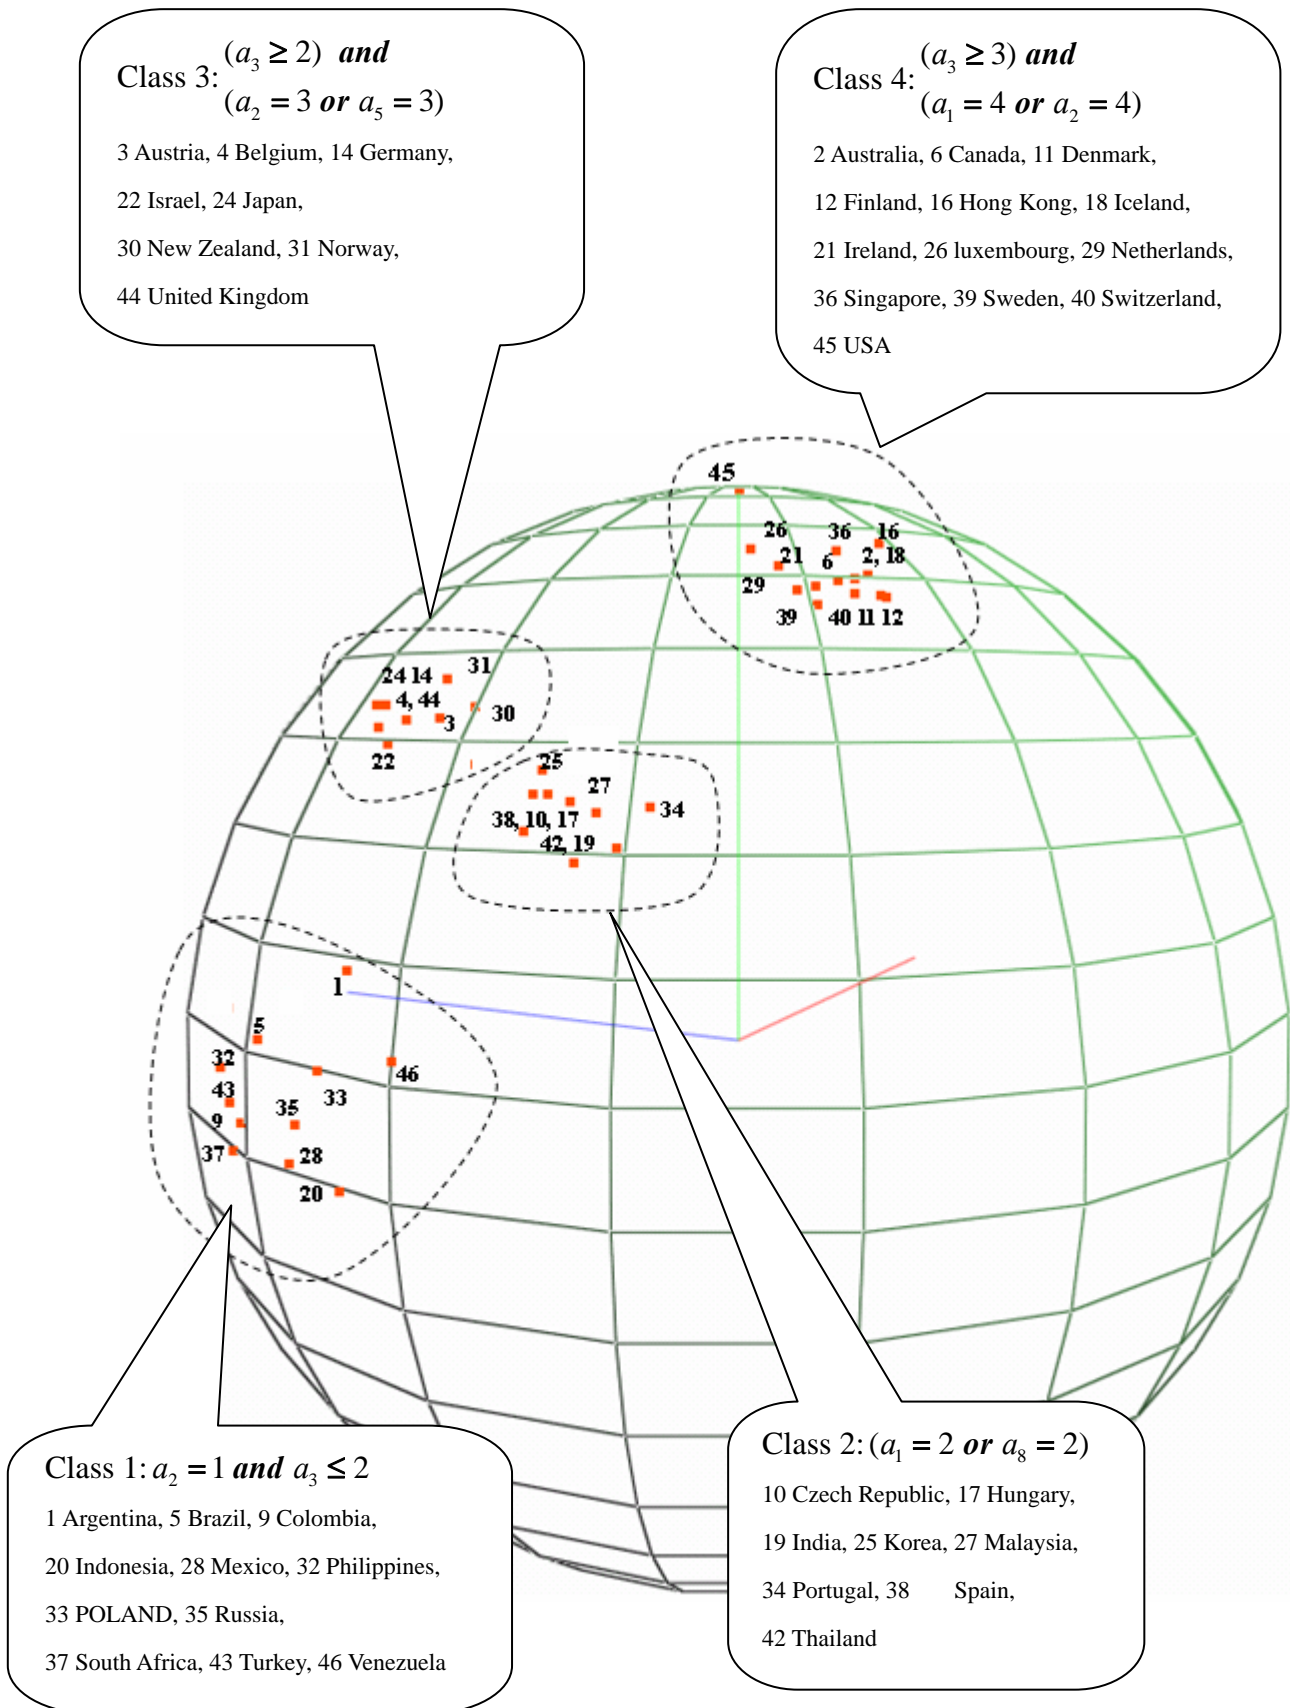 Class 3: (a₃ ≥ 2) and
(a₂ = 3 or a₅ = 3)
3 Austria, 4 Belgium, 14 Germany,
22 Israel, 24 Japan,
30 New Zealand, 31 Norway,
44 United Kingdom
Class 4: (a₃ ≥ 3) and
(a₁ = 4 or a₂ = 4)
2 Australia, 6 Canada, 11 Denmark,
12 Finland, 16 Hong Kong, 18 Iceland,
21 Ireland, 26 luxembourg, 29 Netherlands,
36 Singapore, 39 Sweden, 40 Switzerland,
45 USA
45
26 36 16
21 6 2, 18
29
39 40 11 12
24 14 31
4, 44
3 30
22
25
27
38, 10, 17 34
42, 19
1
5
32 46
43 33
9 35
37 28
20
Class 1: a₂ = 1 and a₃ ≤ 2
1 Argentina, 5 Brazil, 9 Colombia,
20 Indonesia, 28 Mexico, 32 Philippines,
33 POLAND, 35 Russia,
37 South Africa, 43 Turkey, 46 Venezuela
Class 2: (a₁ = 2 or a₈ = 2)
10 Czech Republic, 17 Hungary,
19 India, 25 Korea, 27 Malaysia,
34 Portugal, 38 Spain,
42 Thailand